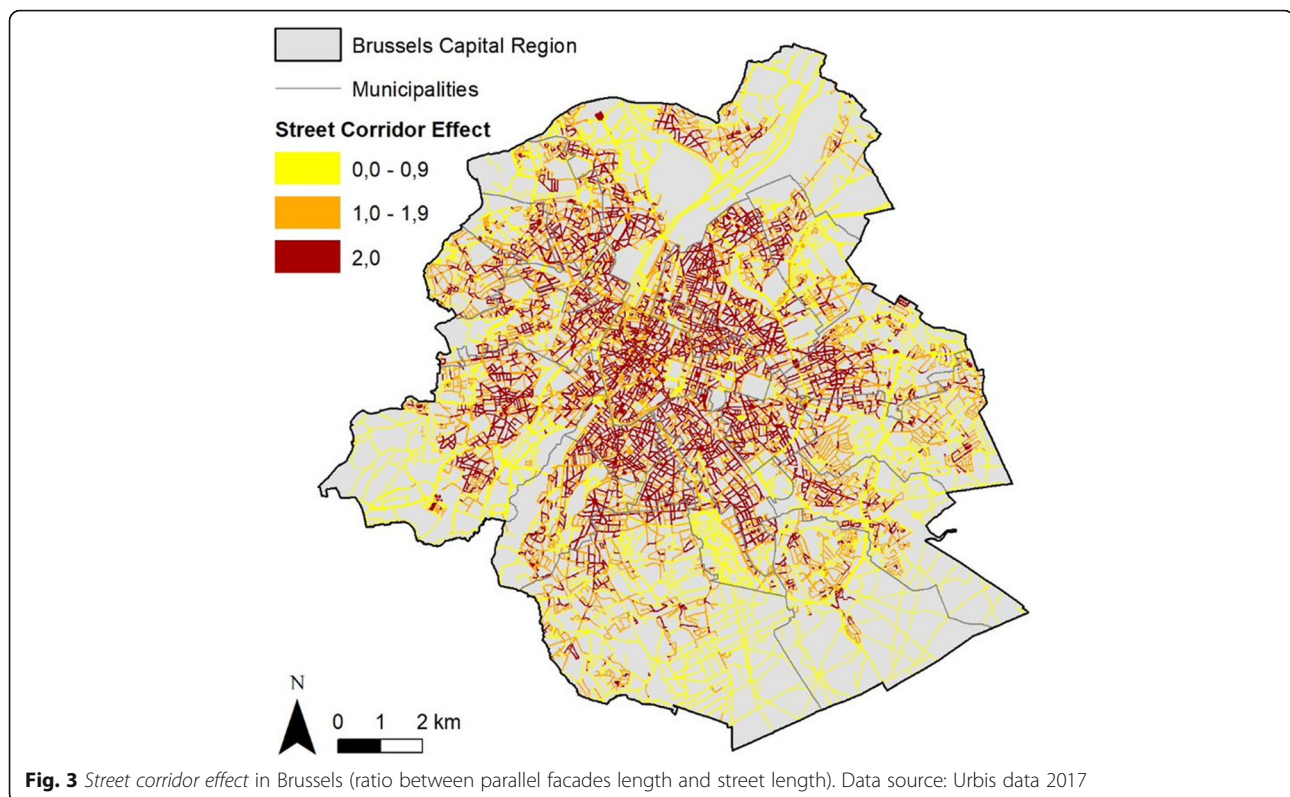 Brussels Capital Region
Municipalities
Street Corridor Effect
0,0 - 0,9
1,0 - 1,9
2,0
N
0 1 2 km
Fig. 3 Street corridor effect in Brussels (ratio between parallel facades length and street length). Data source: Urbis data 2017